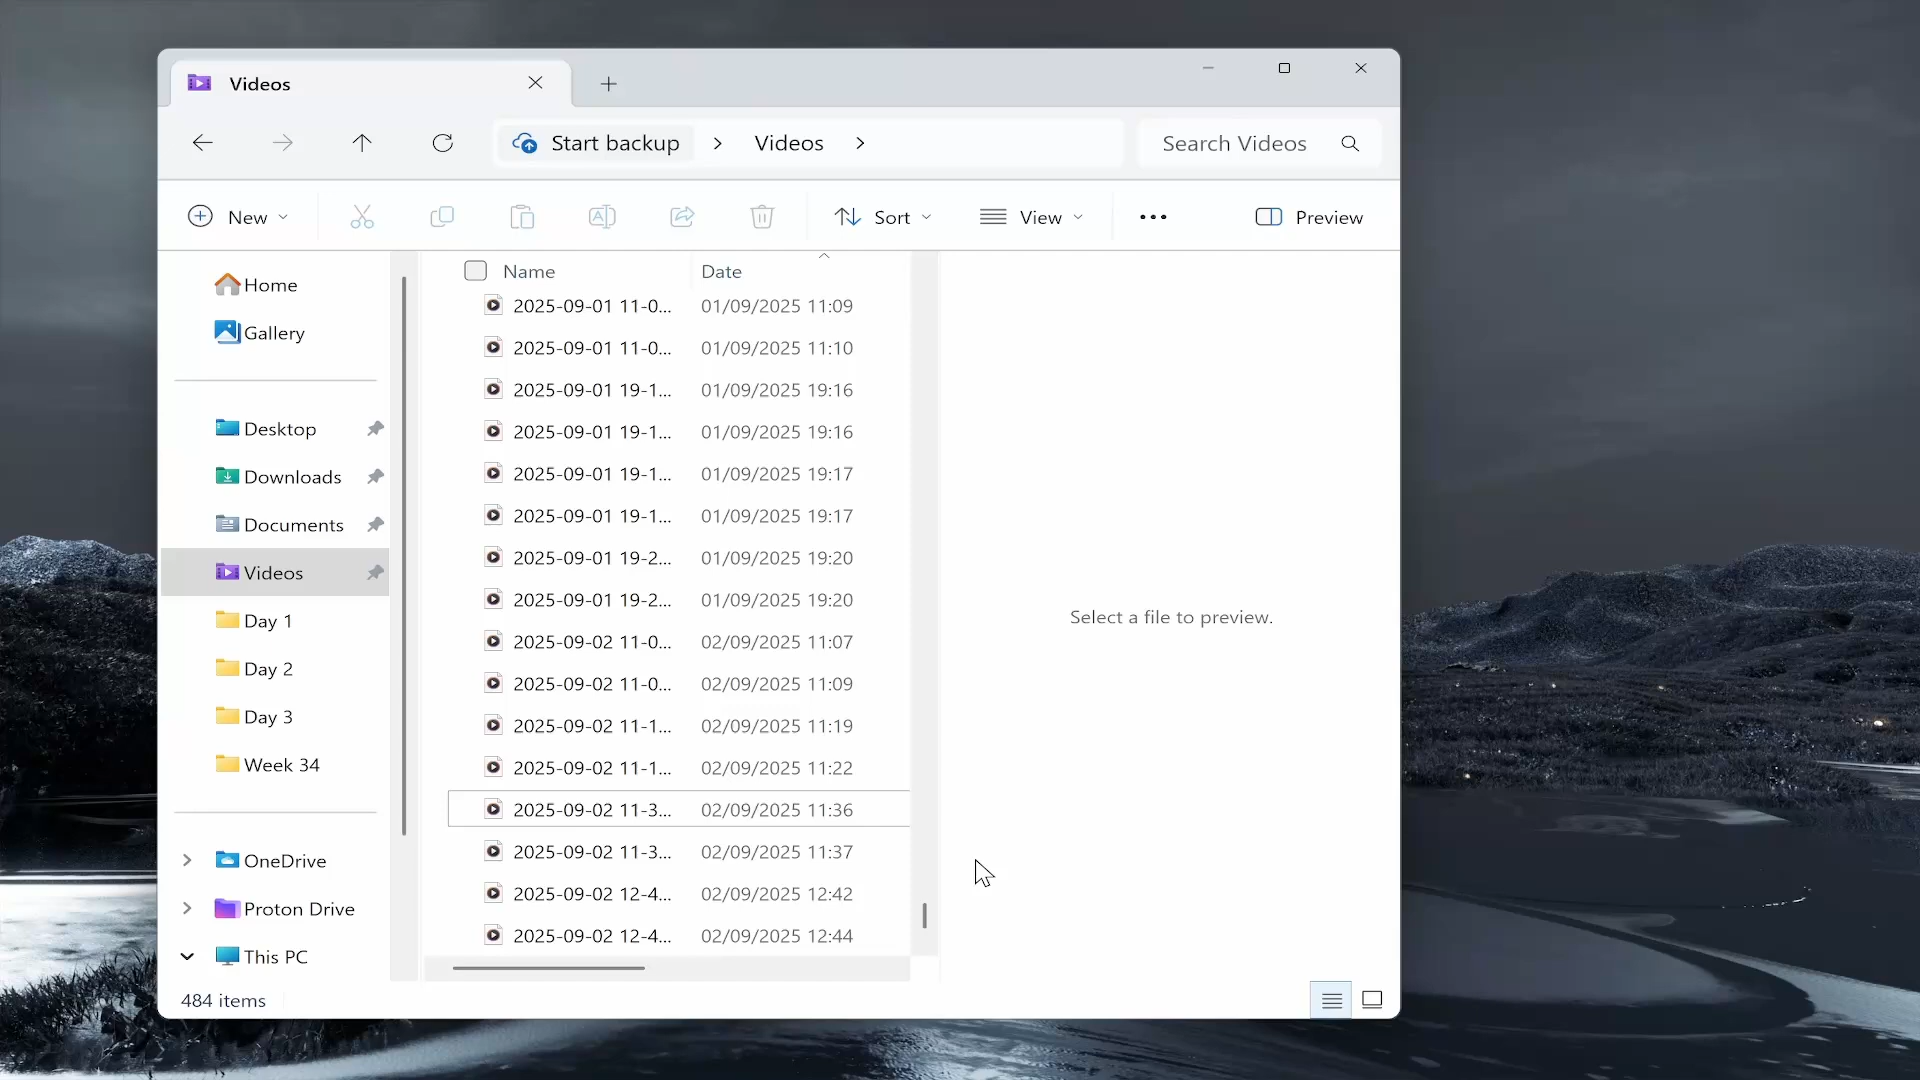 Videos
Start backup > Videos >
Search Videos
New
Sort
View
Preview
Home
Gallery
Desktop
Downloads
Documents
Videos
Day 1
Day 2
Day 3
Week 34
OneDrive
Proton Drive
This PC
Name Date
2025-09-01 11-0... 01/09/2025 11:09
2025-09-01 11-0... 01/09/2025 11:10
2025-09-01 19-1... 01/09/2025 19:16
2025-09-01 19-1... 01/09/2025 19:16
2025-09-01 19-1... 01/09/2025 19:17
2025-09-01 19-1... 01/09/2025 19:17
2025-09-01 19-2... 01/09/2025 19:20
2025-09-01 19-2... 01/09/2025 19:20
2025-09-02 11-0... 02/09/2025 11:07
2025-09-02 11-0... 02/09/2025 11:09
2025-09-02 11-1... 02/09/2025 11:19
2025-09-02 11-1... 02/09/2025 11:22
2025-09-02 11-3... 02/09/2025 11:36
2025-09-02 11-3... 02/09/2025 11:37
2025-09-02 12-4... 02/09/2025 12:42
2025-09-02 12-4... 02/09/2025 12:44
Select a file to preview.
484 items